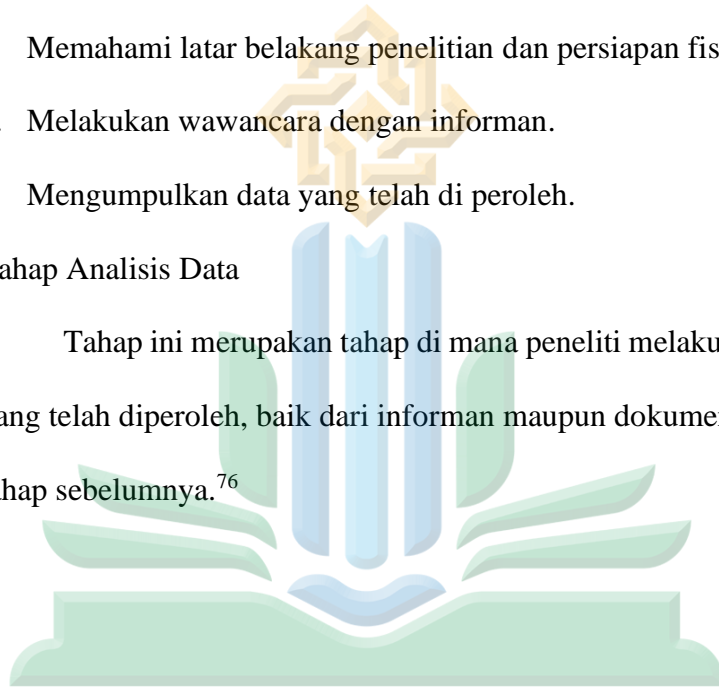 Memahami latar belakang penelitian dan persiapan fis
. Melakukan wawancara dengan informan.
Mengumpulkan data yang telah di peroleh.
ahap Analisis Data
Tahap ini merupakan tahap di mana peneliti melaku
ang telah diperoleh, baik dari informan maupun dokume
ahap sebelumnya.76